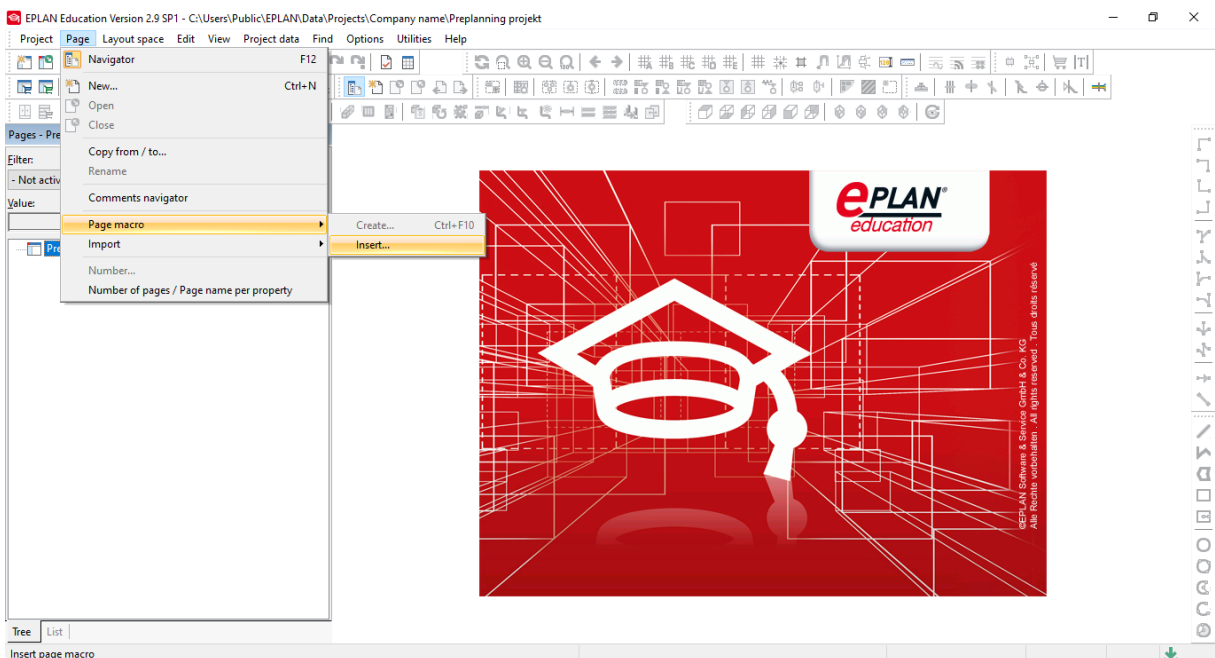 EPLAN Education Version 2.9 SP1 - C:\Users\Public\EPLAN\Data\Projects\Company name\Preplanning projekt
Project Page Layout space Edit View Project data Find Options Utilities Help
Navigator F12
New... Ctrl+N
Open
Close
Pages - Pre
Copy from / to...
Filter:
Rename
- Not activ
Comments navigator
Value:
Page macro
Create... Ctrl+F10
Import
Insert...
Pre
Number...
Number of pages / Page name per property
ePLAN®
education
©EPLAN Software & Service GmbH & Co. KG
Alle Rechte vorbehalten . All rights reserved . Tous droits réservé
Tree List
Insert page macro